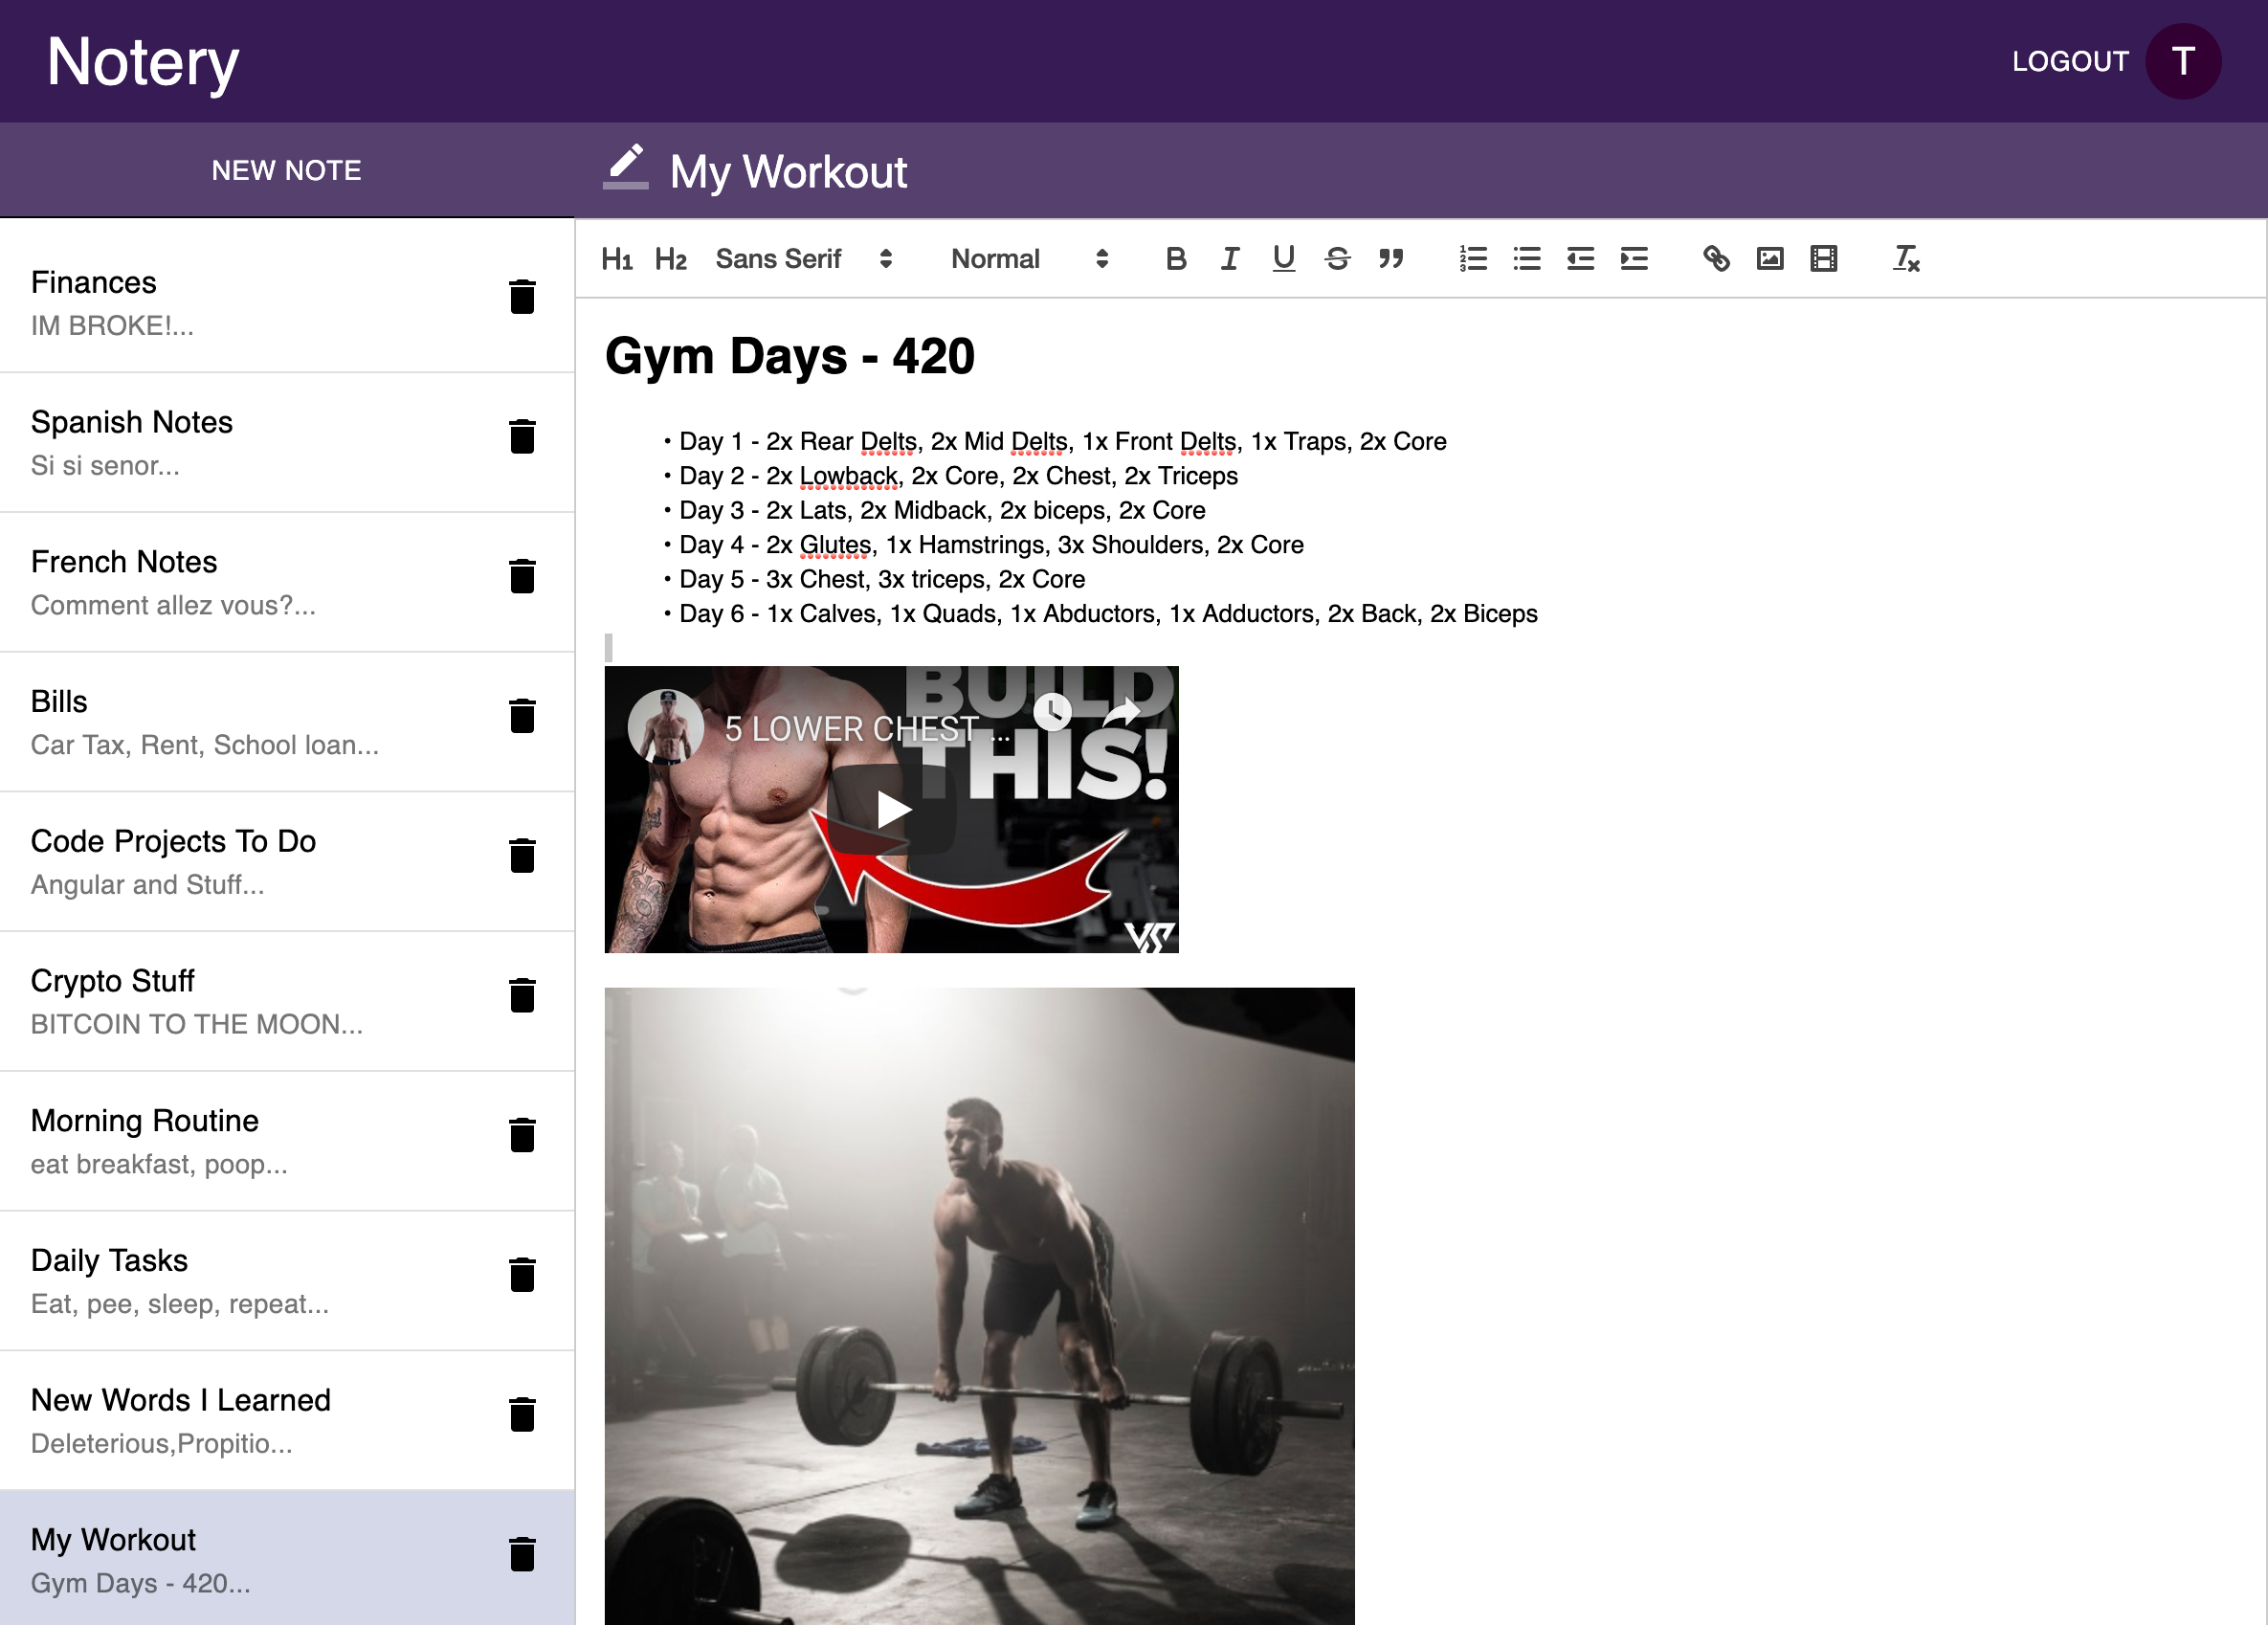 Notery
LOGOUT T
NEW NOTE
My Workout
H1 H2 Sans Serif Normal B I U S
Finances
IM BROKE!...
Spanish Notes
Si si senor...
French Notes
Comment allez vous?...
Bills
Car Tax, Rent, School loan...
Code Projects To Do
Angular and Stuff...
Crypto Stuff
BITCOIN TO THE MOON...
Morning Routine
eat breakfast, poop...
Daily Tasks
Eat, pee, sleep, repeat...
New Words I Learned
Deleterious,Propitio...
My Workout
Gym Days - 420...
Gym Days - 420
• Day 1 - 2x Rear Delts, 2x Mid Delts, 1x Front Delts, 1x Traps, 2x Core
• Day 2 - 2x Lowback, 2x Core, 2x Chest, 2x Triceps
• Day 3 - 2x Lats, 2x Midback, 2x biceps, 2x Core
• Day 4 - 2x Glutes, 1x Hamstrings, 3x Shoulders, 2x Core
• Day 5 - 3x Chest, 3x triceps, 2x Core
• Day 6 - 1x Calves, 1x Quads, 1x Abductors, 1x Adductors, 2x Back, 2x Biceps
BUILD
5 LOWER CHEST ...
THIS!
VS